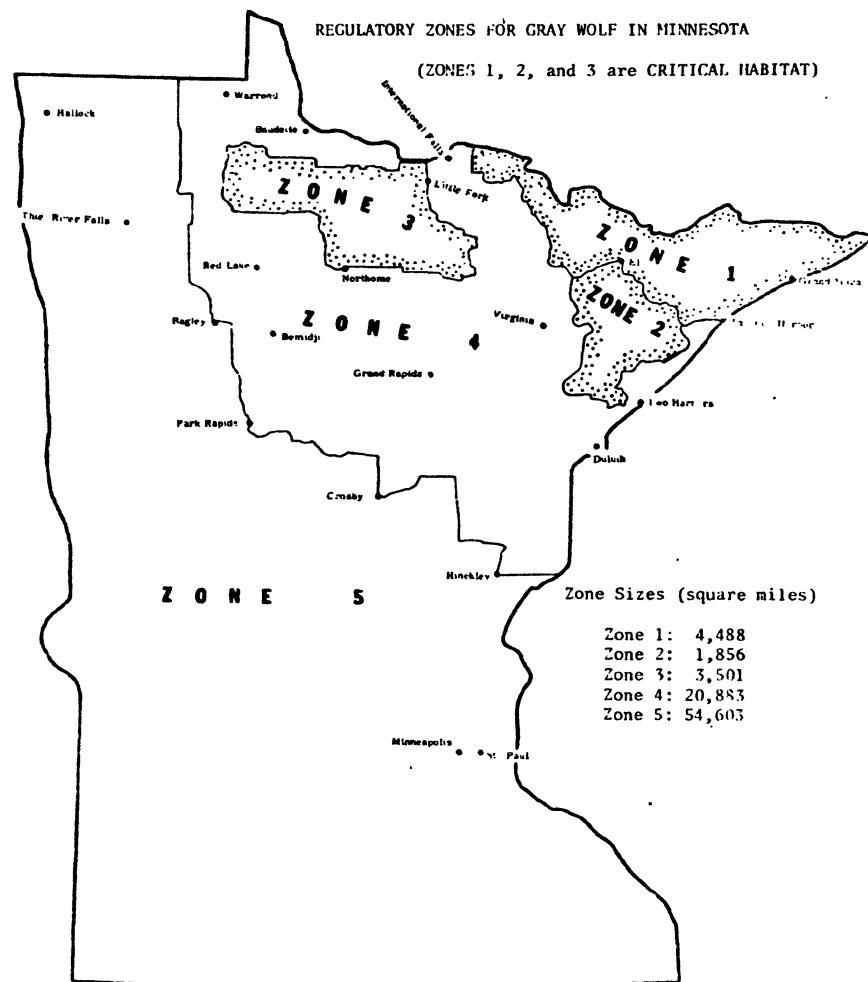 REGULATORY ZONES FOR GRAY WOLF IN MINNESOTA
(ZONES 1, 2, and 3 are CRITICAL HABITAT)
International Falls
Warroad
Hallock
Baudette
Little Fork
ZONE 3
Thief River Falls
ZONE 1
El
Red Lake
Northome
Grand Marais
ZONE 2
Bagley
ZONE 4
Virginia
Harbor
Bemidji
Grand Rapids
Two Harbors
Park Rapids
Duluth
Crosby
Hinckley
ZONE 5
Zone Sizes (square miles)
Zone 1: 4,488
Zone 2: 1,856
Zone 3: 3,501
Zone 4: 20,883
Zone 5: 54,603
Minneapolis
St. Paul